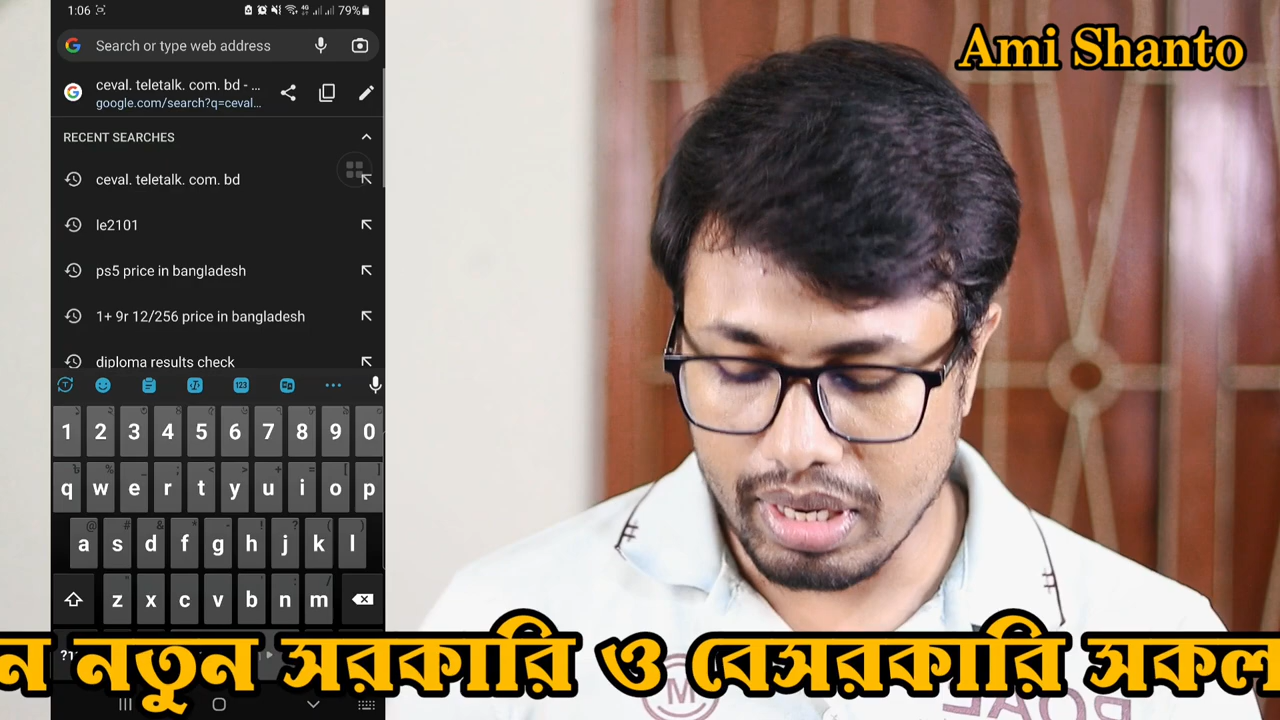 1:06
4G
79%
Ami Shanto
Search or type web address
ceval. teletalk. com. bd - ...
google.com/search?q=ceval...
RECENT SEARCHES
ceval. teletalk. com. bd
le2101
ps5 price in bangladesh
1+ 9r 12/256 price in bangladesh
diploma results check
123
1 2 3 4 5 6 7 8 9 0
q w e r t y u i o p
a s d f g h j k l
z x c v b n m
ন নতুন সরকারি ও বেসরকারি সকল
M